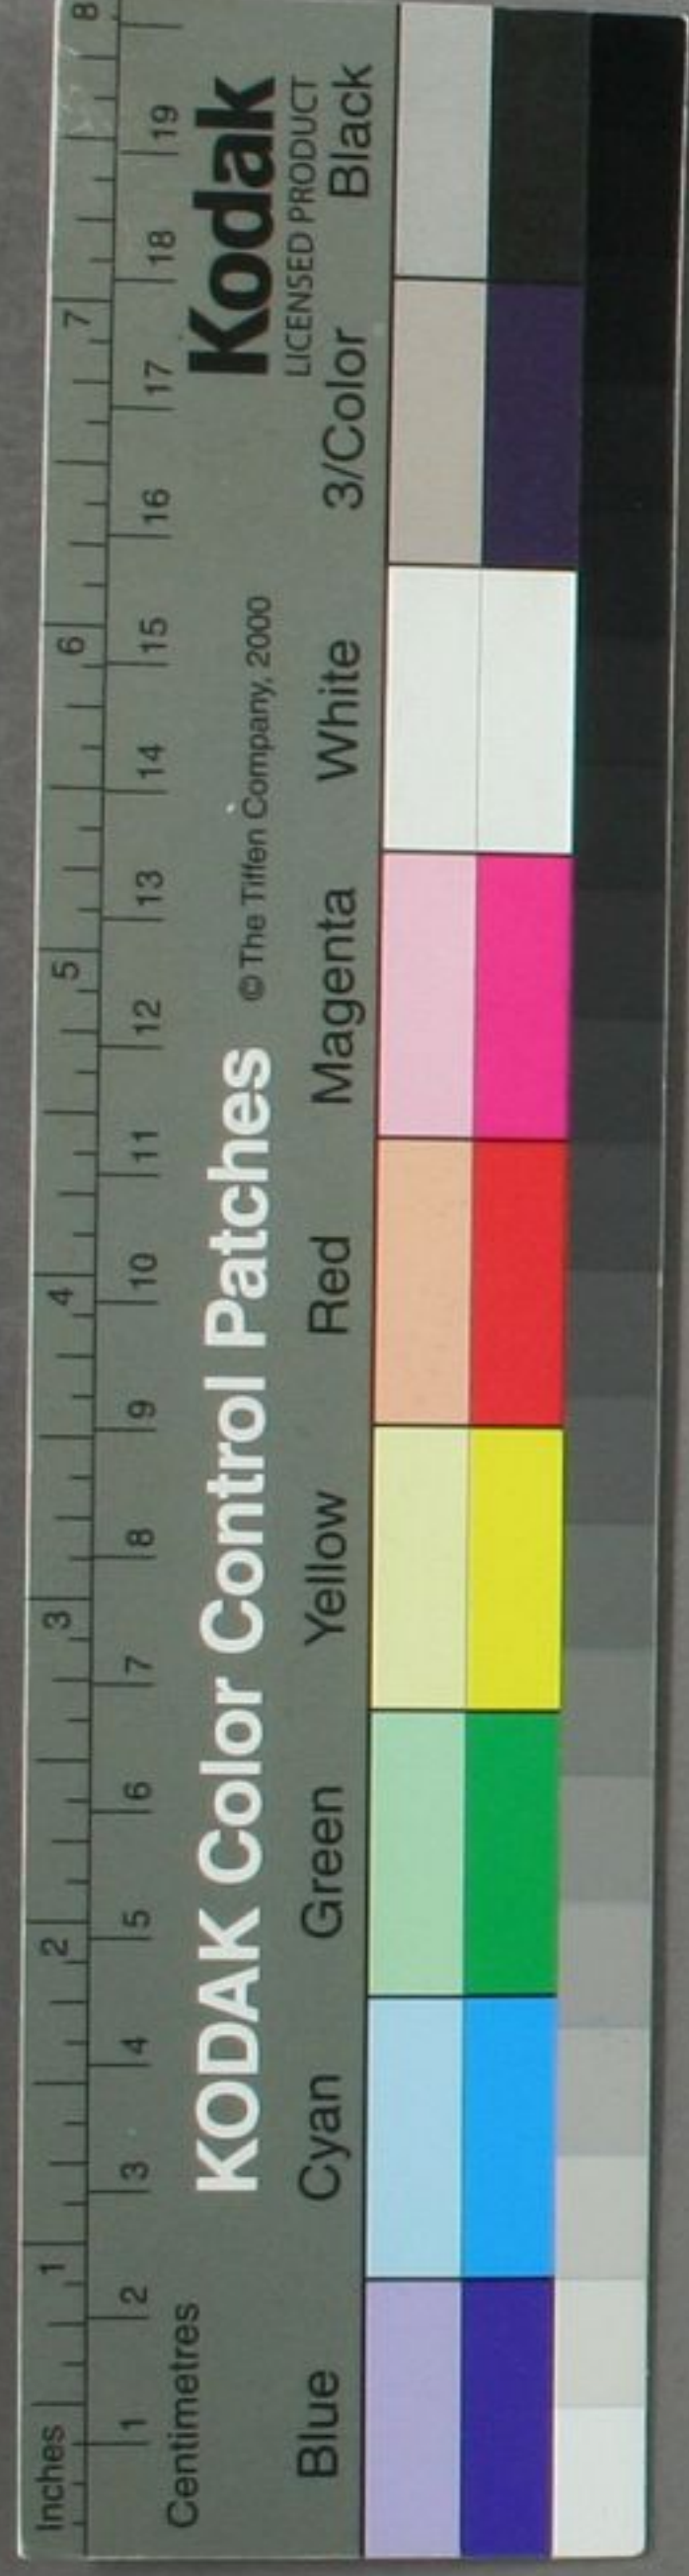 Inches 1 2 3 4 5 6 7 8
1 2 3 4 5 6 7 8 9 10 11 12 13 14 15 16 17 18 19
Centimetres
KODAK Color Control Patches © The Tiffen Company, 2000 Kodak
LICENSED PRODUCT
Blue Cyan Green Yellow Red Magenta White 3/Color Black